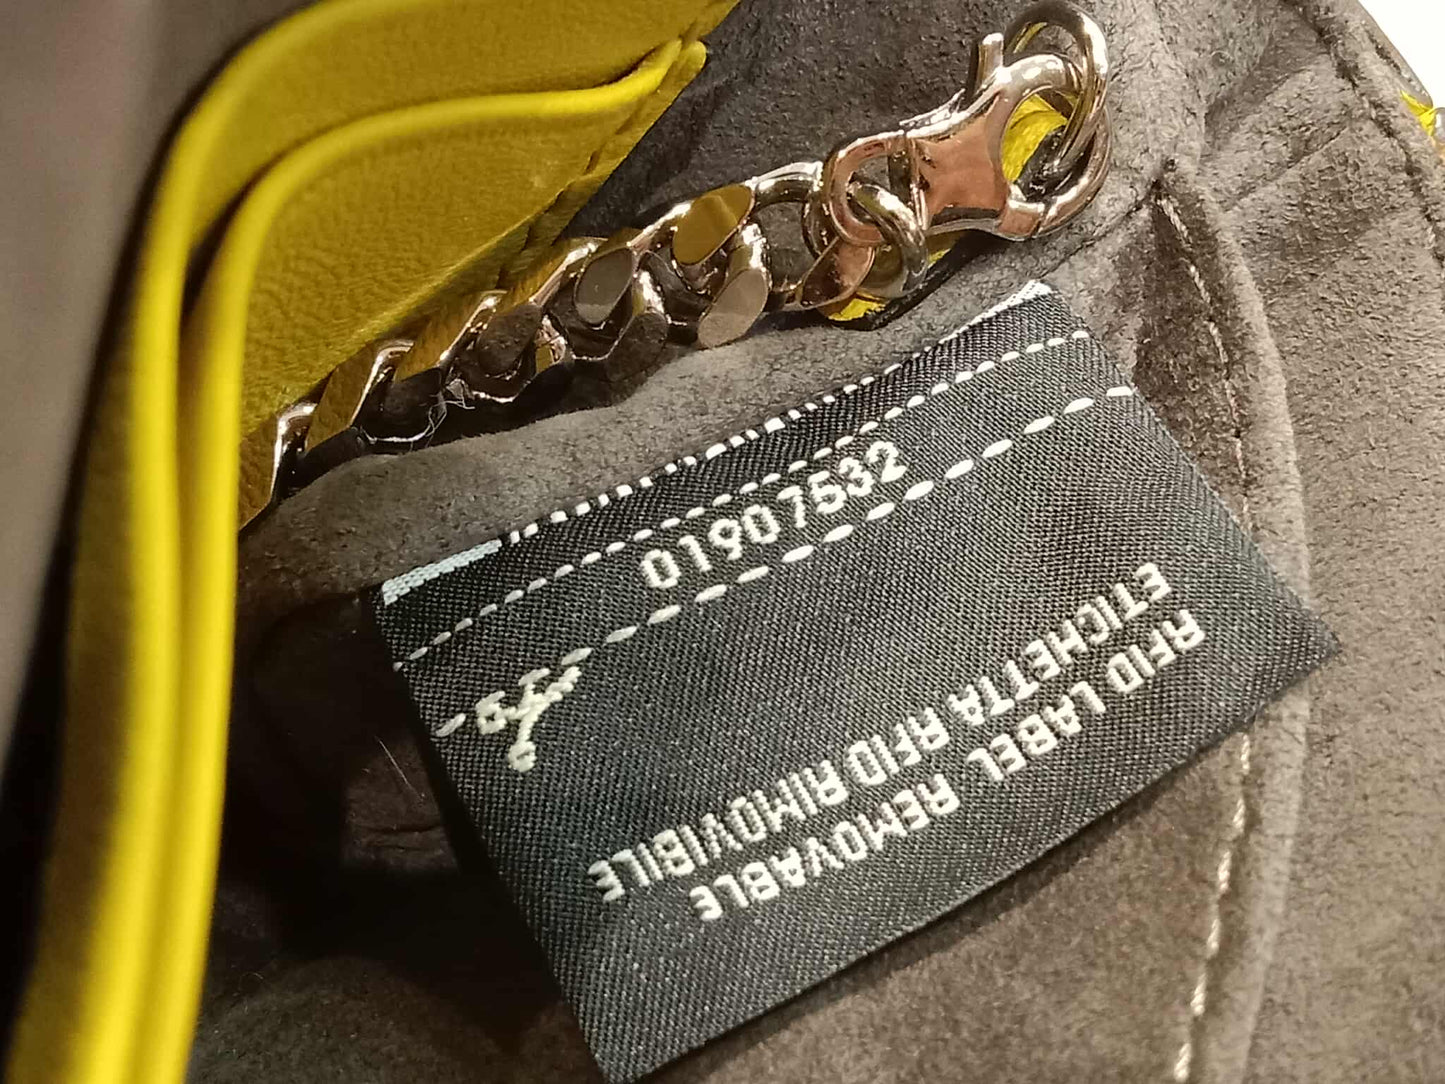 01907532
RFID LABEL REMOVABLE
ETICHETTA RFID RIMOVIBILE